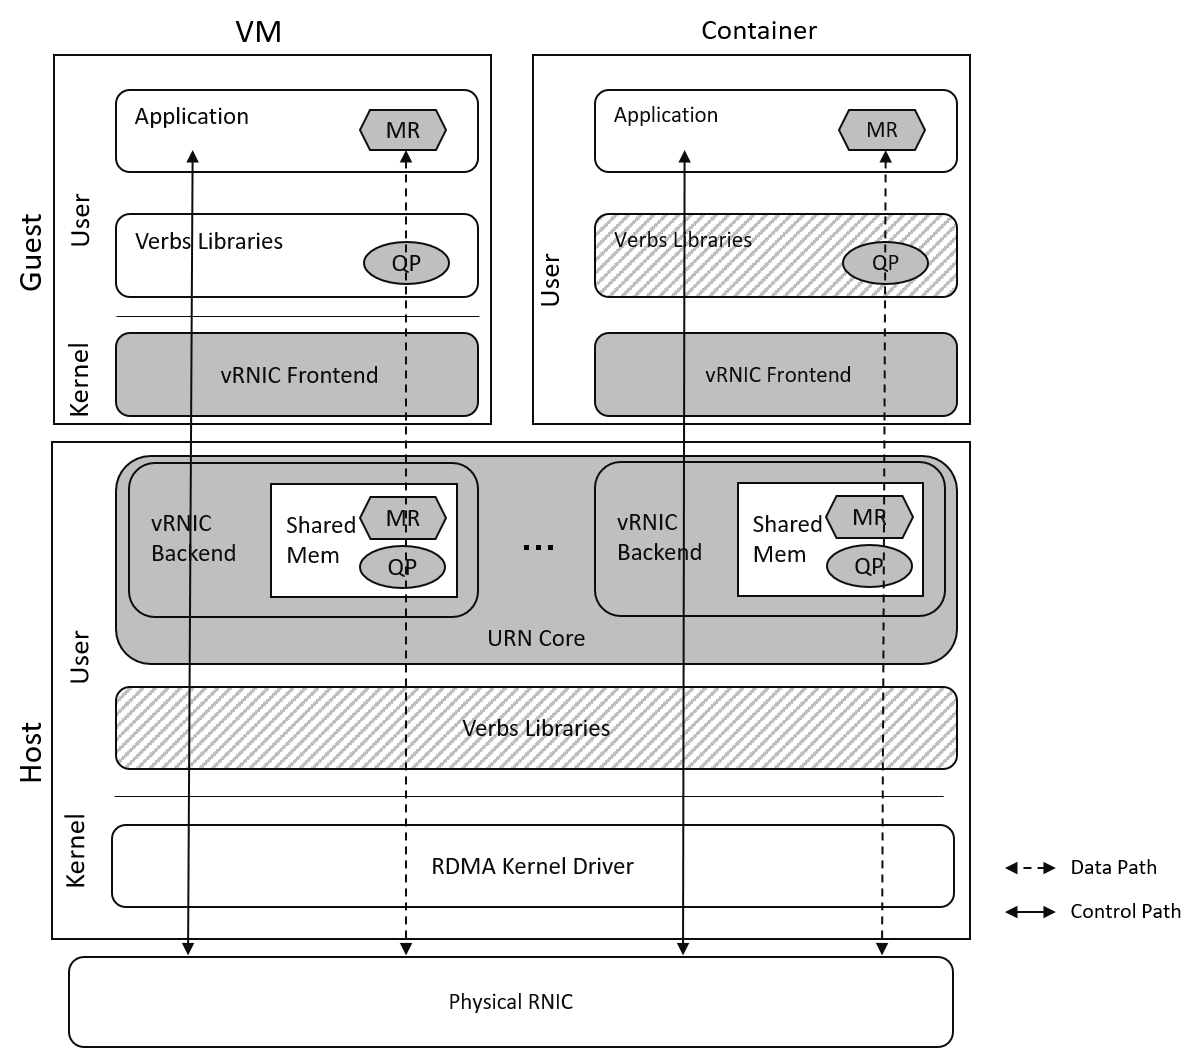 VM
Container
Guest
User
Kernel
Application
MR
Verbs Libraries
QP
vRNIC Frontend
User
Application
MR
Verbs Libraries
QP
vRNIC Frontend
Host
User
Kernel
vRNIC
Backend
Shared
Mem
MR
QP
...
vRNIC
Backend
Shared
Mem
MR
QP
URN Core
Verbs Libraries
RDMA Kernel Driver
Physical RNIC
Data Path
Control Path